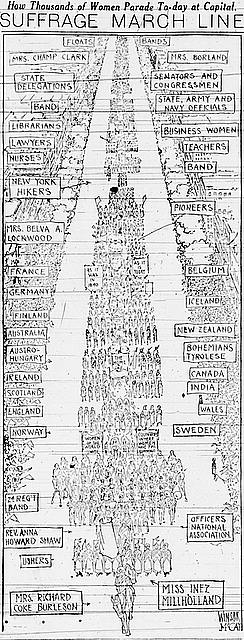 How Thousands of Women Parade To-day at Capital.
SUFFRAGE MARCH LINE
FLOATS
BANDS
MRS. CHAMP CLARK
MRS. BORLAND
STATE
DELEGATIONS
SENATORS AND
CONGRESSMEN
BAND
STATE, ARMY AND
NAVY OFFICIALS
LIBRARIANS
BUSINESS WOMEN
LAWYERS
TEACHERS
NURSES
BAND
NEW YORK
HIKERS
PIONEERS
MRS. BELVA A.
LOCKWOOD
FRANCE
BELGIUM
GERMANY
ICELAND
FINLAND
AUSTRALIA
NEW ZEALAND
AUSTRO-
HUNGARY
BOHEMIANS
TYROLESE
IRELAND
CANADA
SCOTLAND
INDIA
ENGLAND
WALES
NORWAY
SWEDEN
2ND REG'T
BAND
OFFICERS
NATIONAL
ASSOCIATION
REV. ANNA
HOWARD SHAW
USHERS
MRS. RICHARD
COKE BURLESON
MISS INEZ
MILLHOLLAND
WINSOR
McCAY